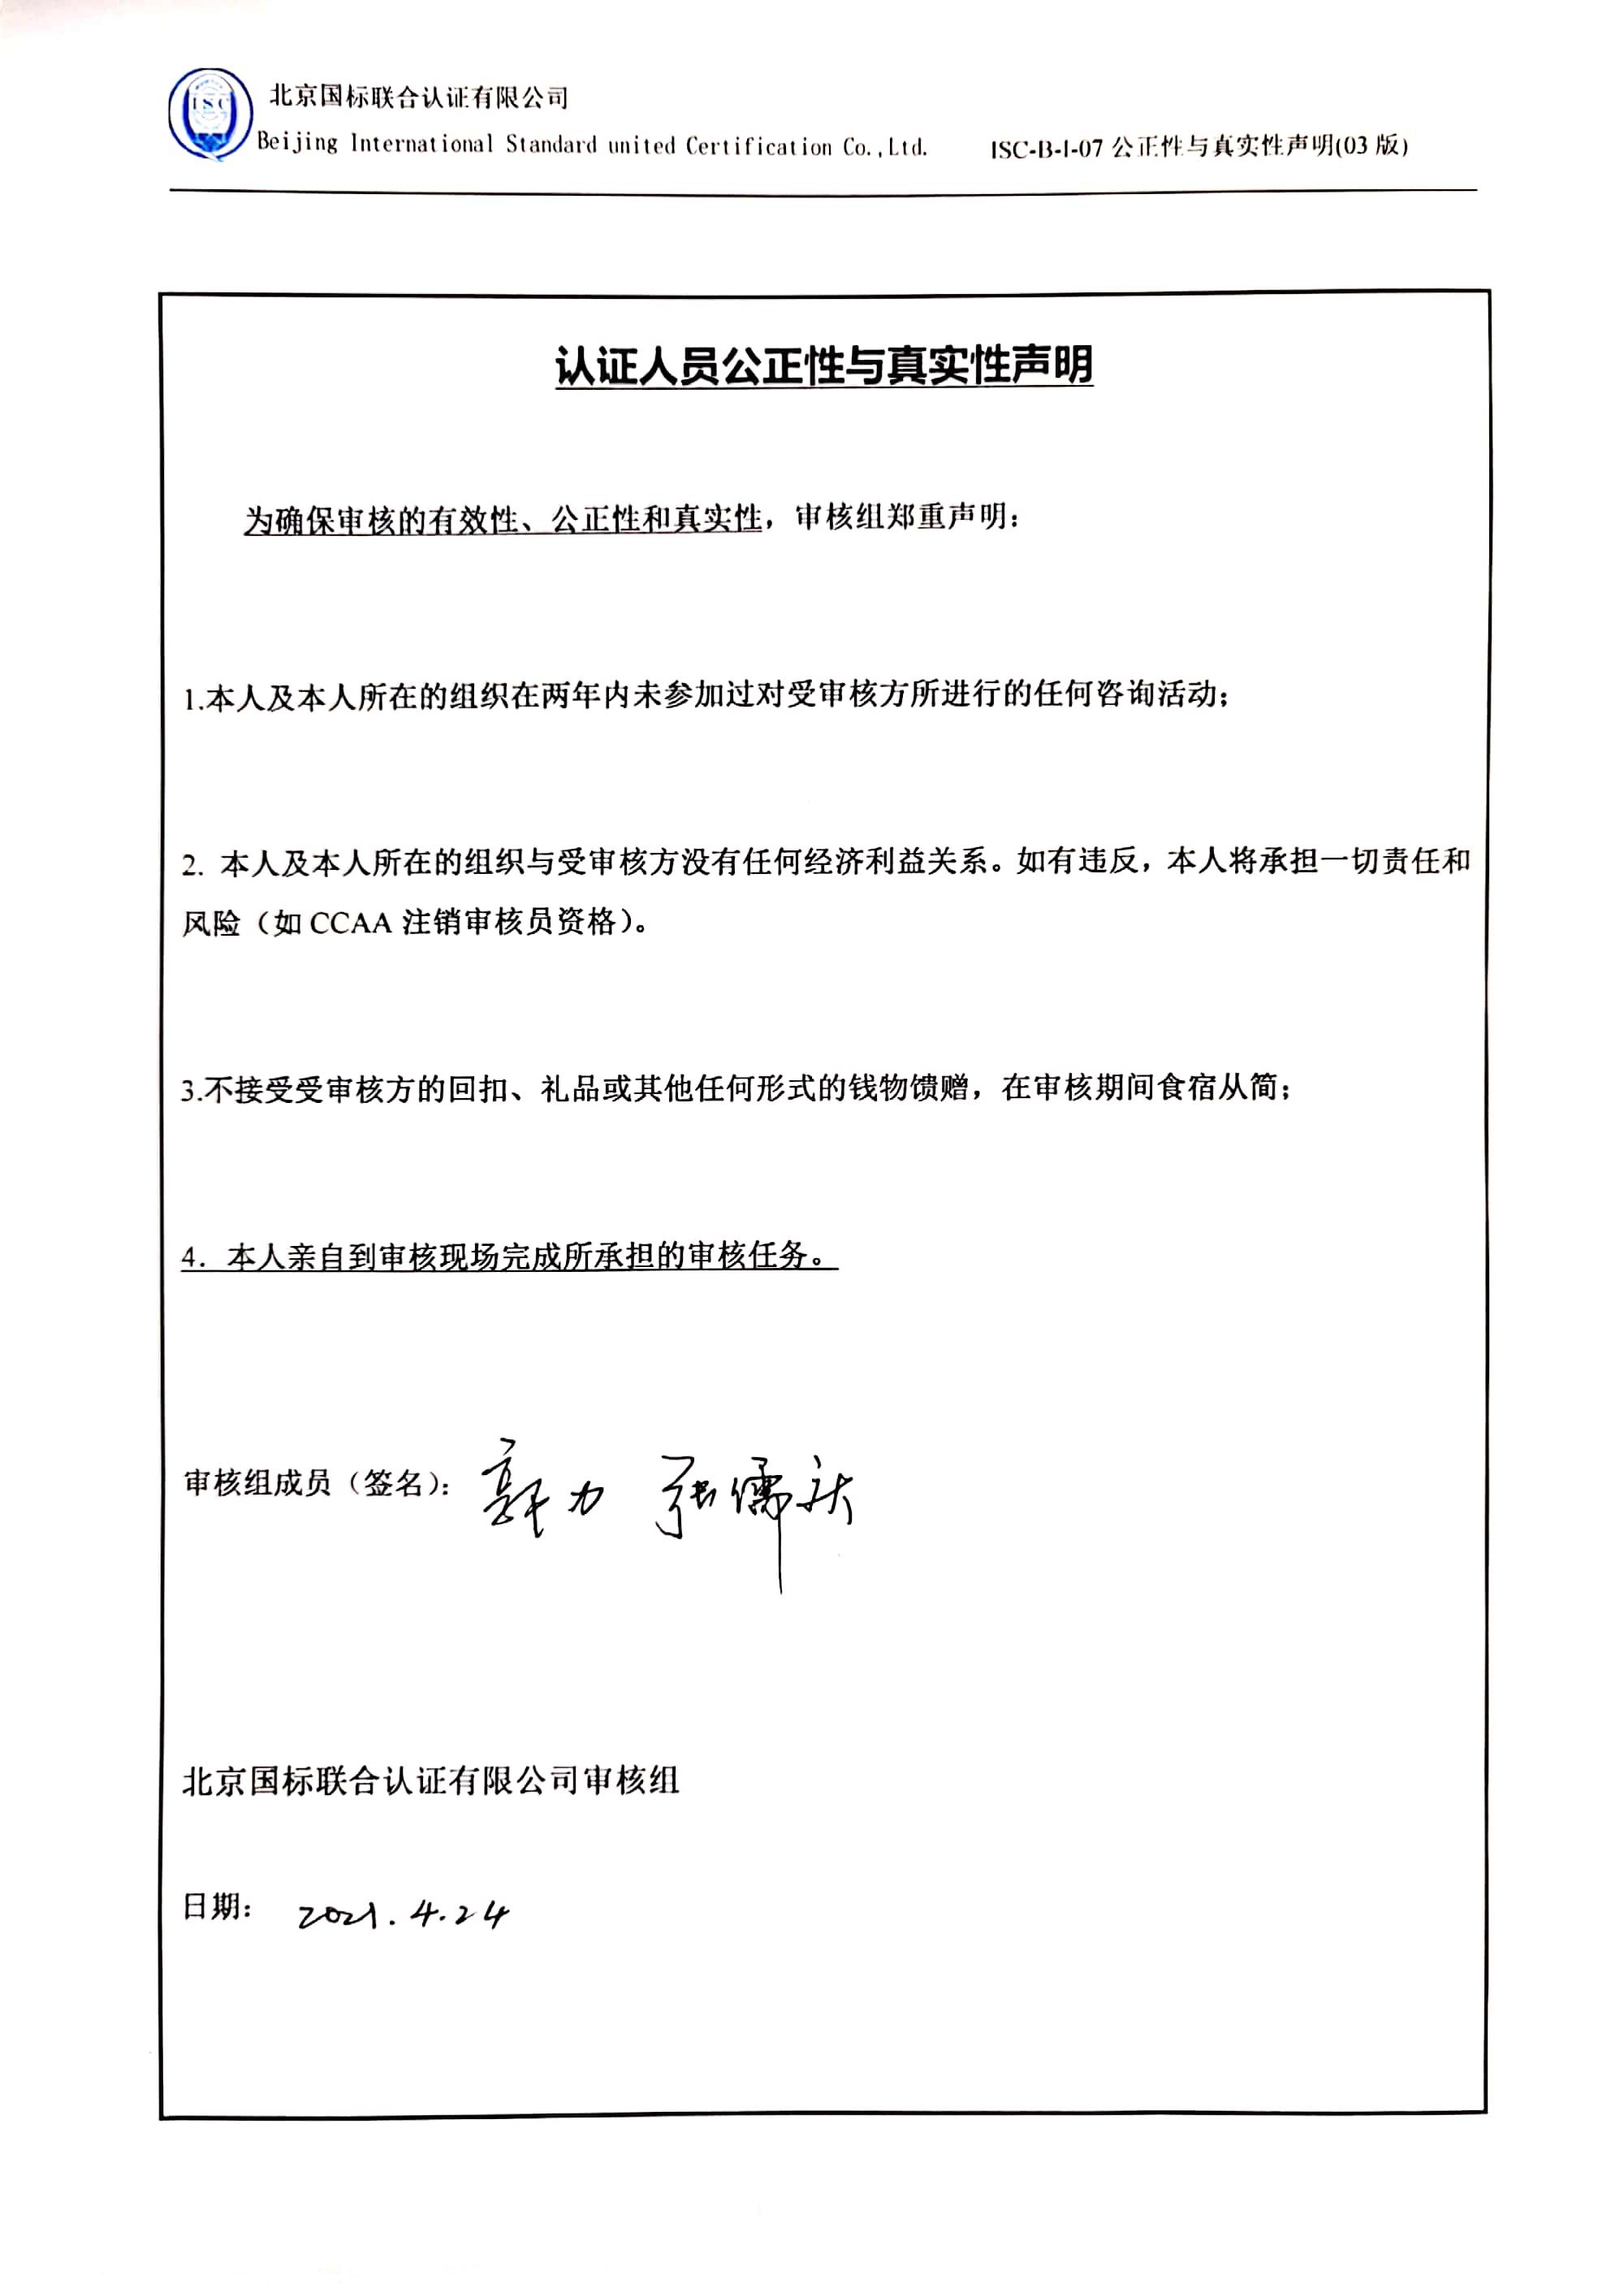 ISC
北京国标联合认证有限公司
Beijing International Standard united Certification Co.,Ltd. ISC-B-I-07 公正性与真实性声明(03 版)
认证人员公正性与真实性声明
为确保审核的有效性、公正性和真实性，审核组郑重声明：
1.本人及本人所在的组织在两年内未参加过对受审核方所进行的任何咨询活动；
2. 本人及本人所在的组织与受审核方没有任何经济利益关系。如有违反，本人将承担一切责任和
风险（如 CCAA 注销审核员资格）。
3.不接受受审核方的回扣、礼品或其他任何形式的钱物馈赠，在审核期间食宿从简；
4. 本人亲自到审核现场完成所承担的审核任务。
审核组成员（签名）： 郭力 张儒
北京国标联合认证有限公司审核组
日期： 2021.4.24